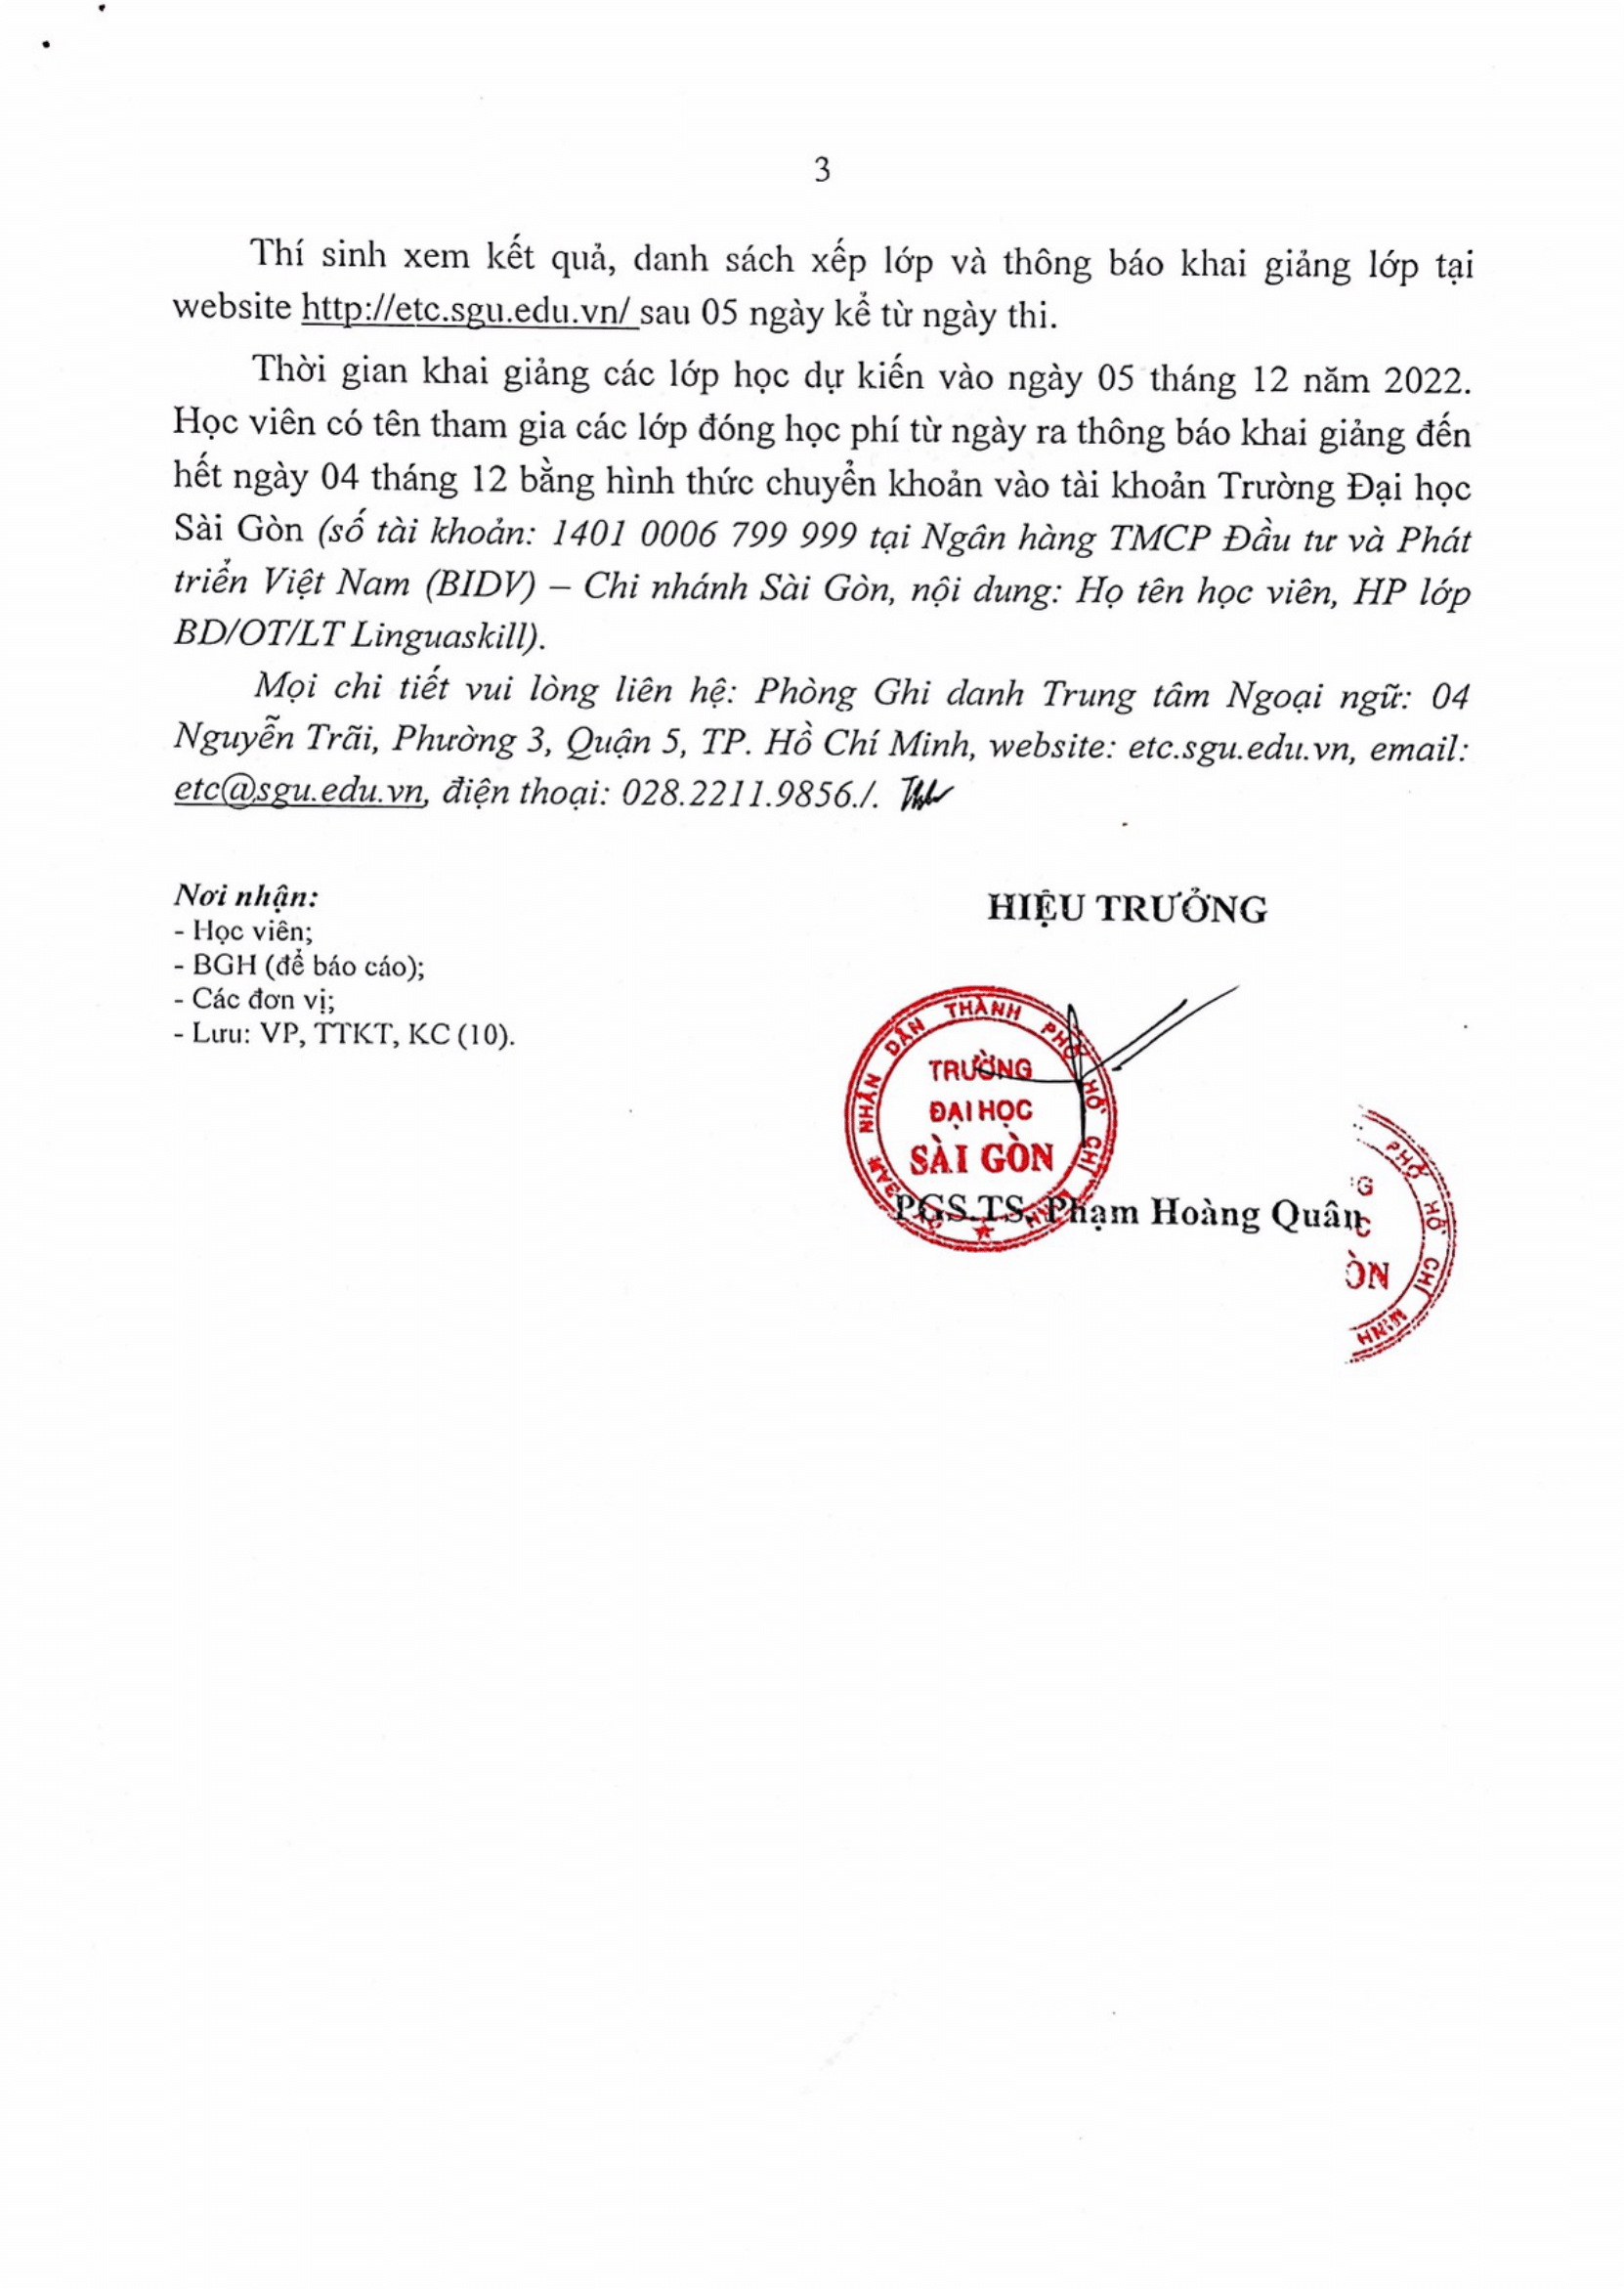 3
Thí sinh xem kết quả, danh sách xếp lớp và thông báo khai giảng lớp tại
website http://etc.sgu.edu.vn/ sau 05 ngày kể từ ngày thi.
Thời gian khai giảng các lớp học dự kiến vào ngày 05 tháng 12 năm 2022.
Học viên có tên tham gia các lớp đóng học phí từ ngày ra thông báo khai giảng đến
hết ngày 04 tháng 12 bằng hình thức chuyển khoản vào tài khoản Trường Đại học
Sài Gòn (số tài khoản: 1401 0006 799 999 tại Ngân hàng TMCP Đầu tư và Phát
triển Việt Nam (BIDV) – Chi nhánh Sài Gòn, nội dung: Họ tên học viên, HP lớp
BD/OT/LT Linguaskill).
Mọi chi tiết vui lòng liên hệ: Phòng Ghi danh Trung tâm Ngoại ngữ: 04
Nguyễn Trãi, Phường 3, Quận 5, TP. Hồ Chí Minh, website: etc.sgu.edu.vn, email:
etc@sgu.edu.vn, điện thoại: 028.2211.9856./.
Nơi nhận:
- Học viên;
- BGH (để báo cáo);
- Các đơn vị;
- Lưu: VP, TTKT, KC (10).
HIỆU TRƯỞNG
BAN NHÂN DÂN THÀNH PHỐ HỒ CHÍ MINH
TRƯỜNG
ĐẠI HỌC
SÀI GÒN
PGS.TS. Phạm Hoàng Quân
PHỐ HỒ CHÍ MINH
G
C
ÒN